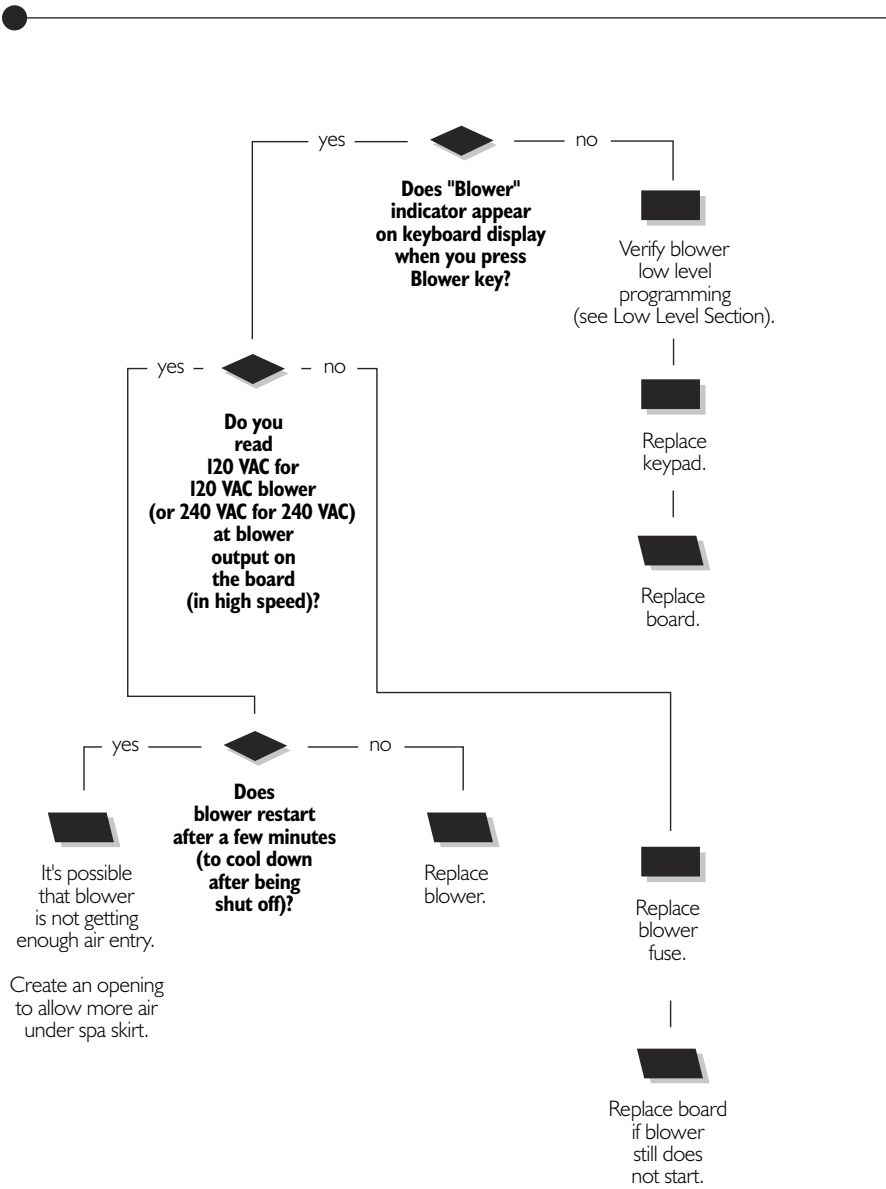 yes
no
Does "Blower"
indicator appear
on keyboard display
when you press
Blower key?
Verify blower
low level
programming
(see Low Level Section).
Replace
keypad.
Replace
board.
yes
no
Do you
read
120 VAC for
120 VAC blower
(or 240 VAC for 240 VAC)
at blower
output on
the board
(in high speed)?
yes
no
Does
blower restart
after a few minutes
(to cool down
after being
shut off)?
It's possible
that blower
is not getting
enough air entry.
Create an opening
to allow more air
under spa skirt.
Replace
blower.
Replace
blower
fuse.
Replace board
if blower
still does
not start.